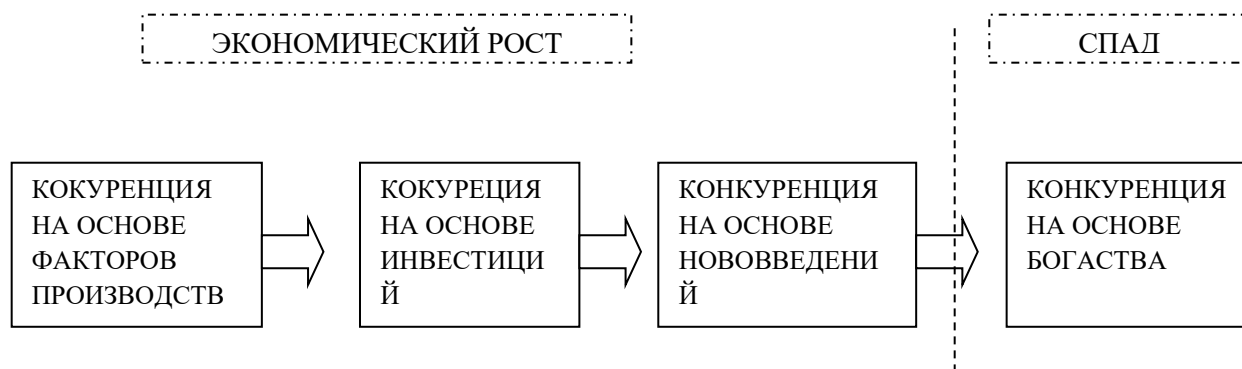 ЭКОНОМИЧЕСКИЙ РОСТ
СПАД
КОКУРЕНЦИЯ
НА ОСНОВЕ
ФАКТОРОВ
ПРОИЗВОДСТВ
КОКУРЕЦИЯ
НА ОСНОВЕ
ИНВЕСТИЦИ
Й
КОНКУРЕНЦИЯ
НА ОСНОВЕ
НОВОВВЕДЕНИ
Й
КОНКУРЕНЦИЯ
НА ОСНОВЕ
БОГАСТВА